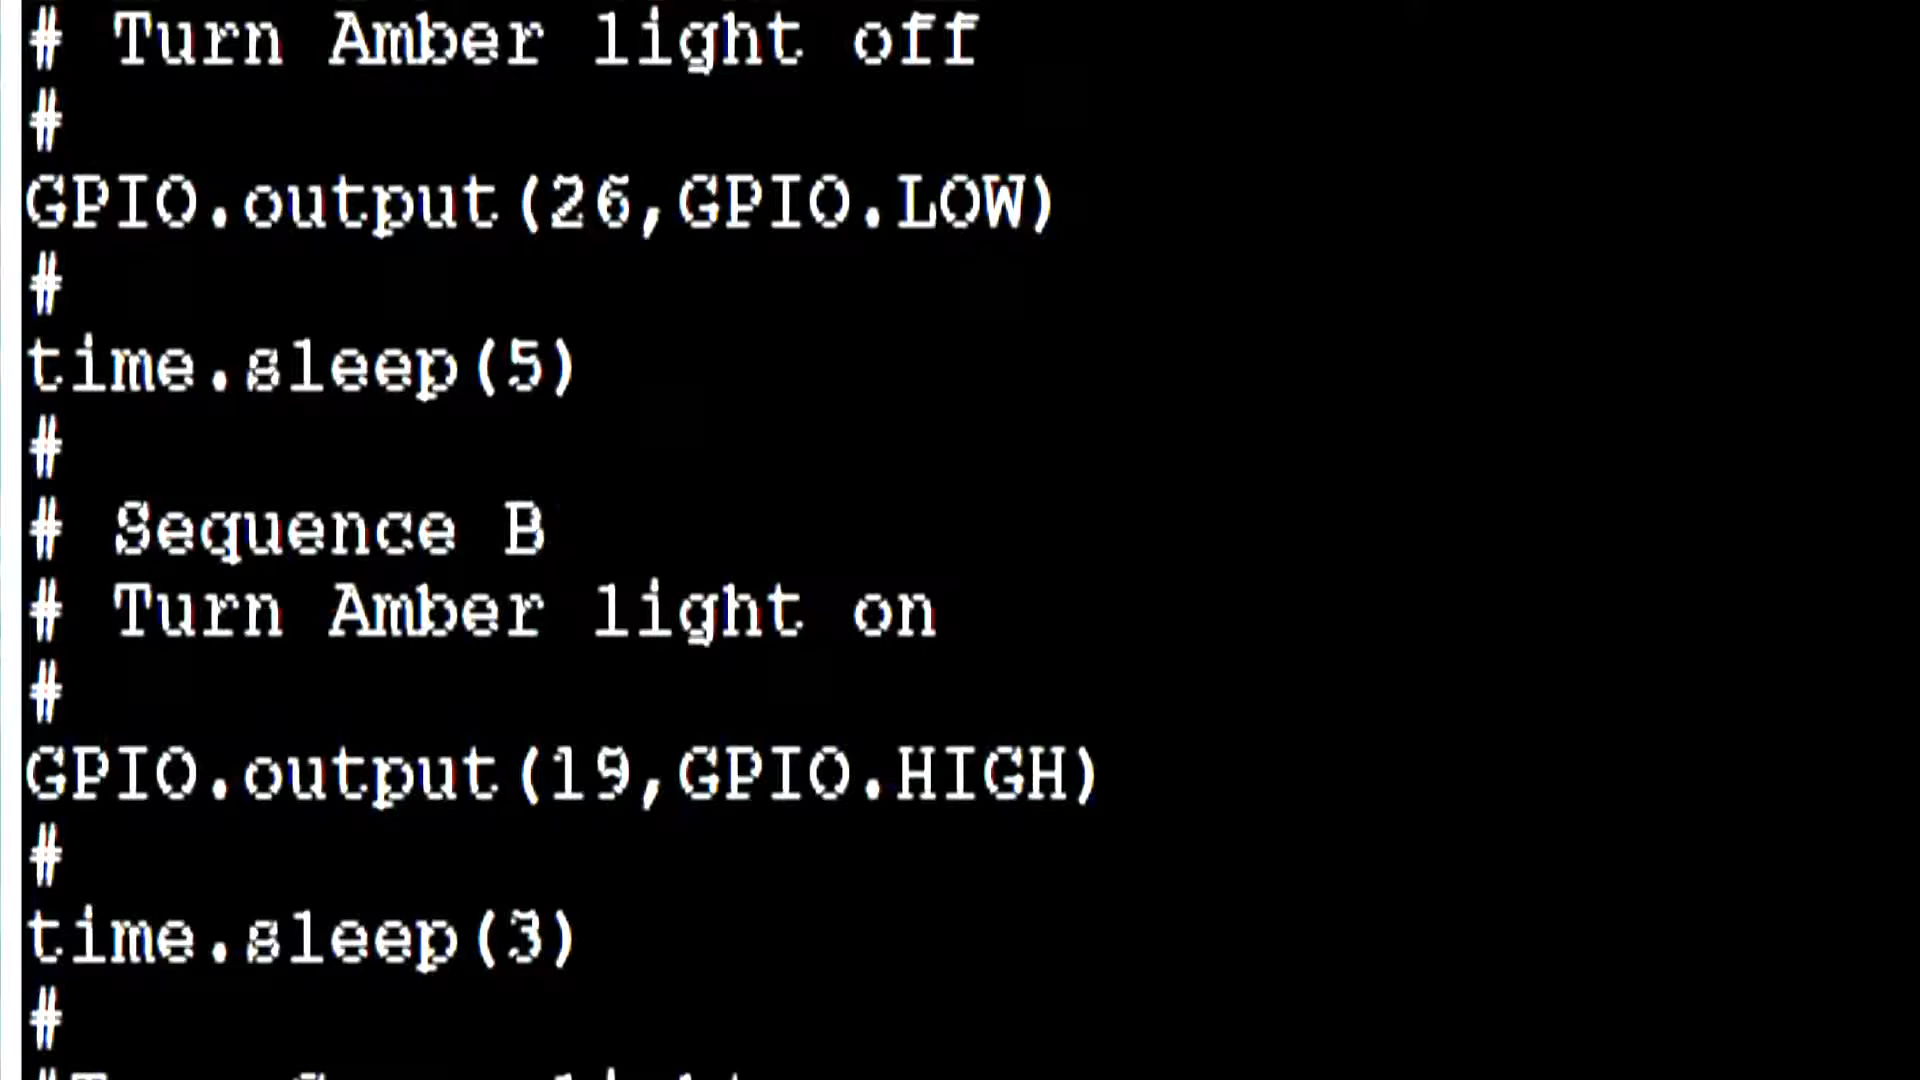 # Turn Amber light off
#
GPIO.output(26,GPIO.LOW)
#
time.sleep(5)
#
# Sequence B
# Turn Amber light on
#
GPIO.output(19,GPIO.HIGH)
#
time.sleep(3)
#